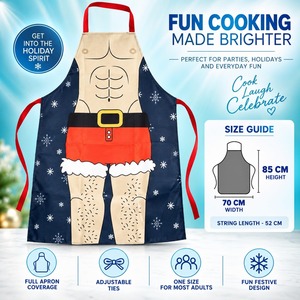 GET
INTO THE
HOLIDAY
SPIRIT
FUN COOKING
MADE BRIGHTER
PERFECT FOR PARTIES, HOLIDAYS
AND EVERYDAY FUN
Cook
Laugh
Celebrate
SIZE GUIDE
85 CM
HEIGHT
70 CM
WIDTH
STRING LENGTH - 52 CM
FULL APRON
COVERAGE
ADJUSTABLE
TIES
ONE SIZE
FOR MOST ADULTS
FUN FESTIVE
DESIGN